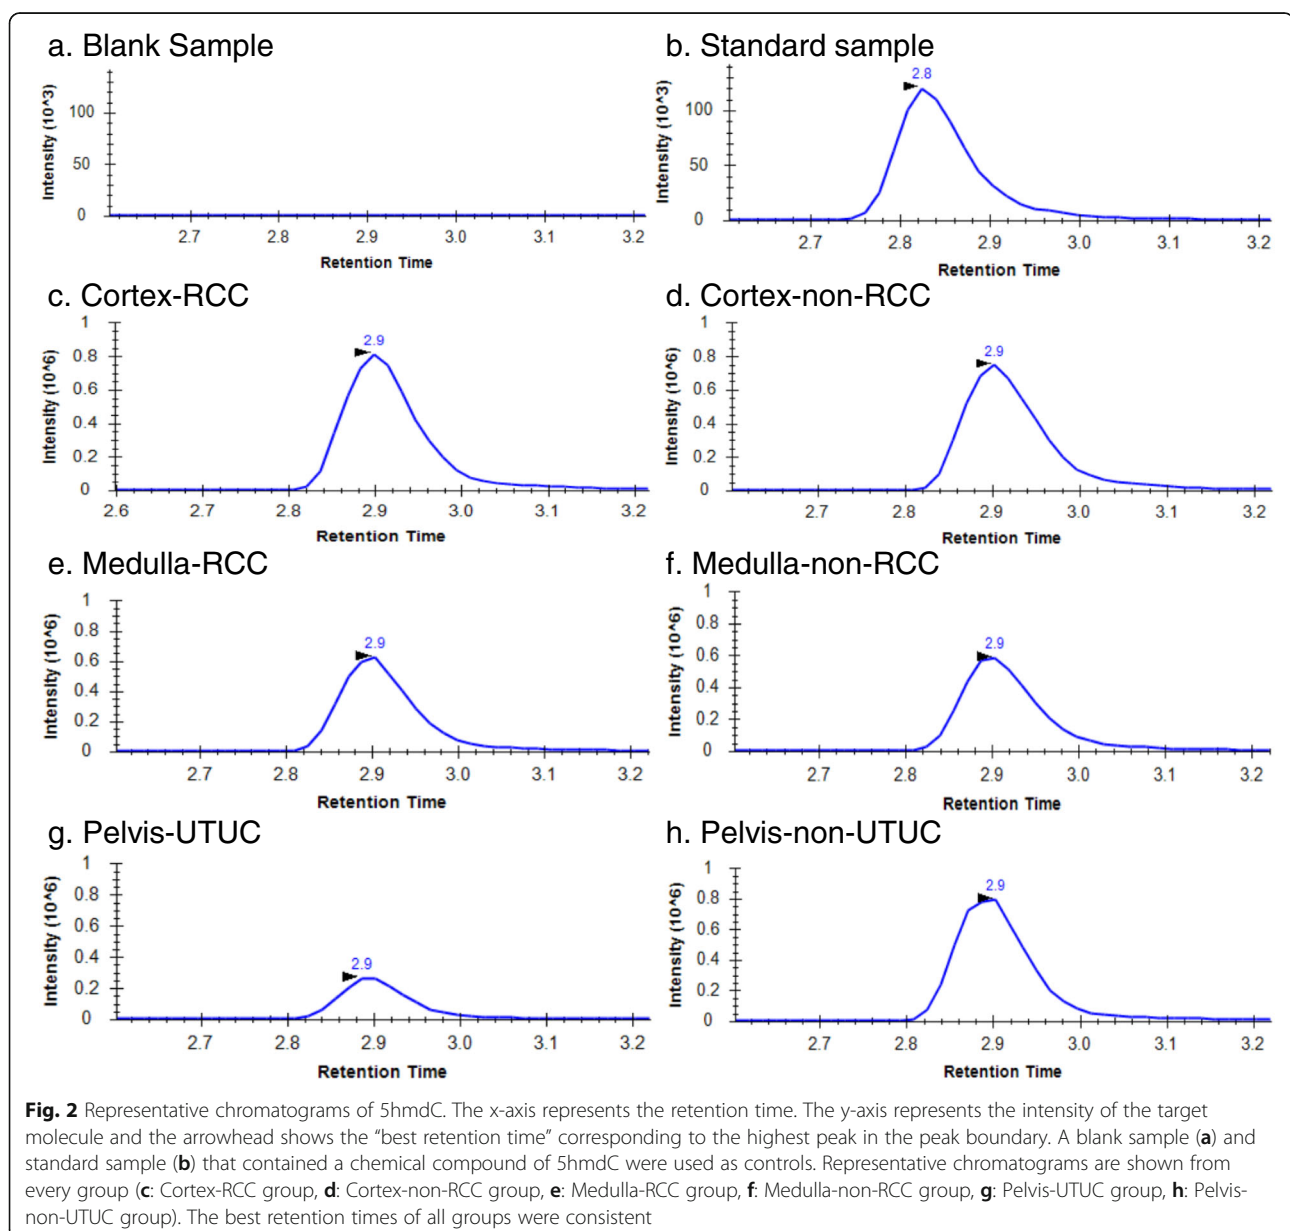 a. Blank Sample
Intensity (10^3)
100
50
0
2.7 2.8 2.9 3.0 3.1 3.2
Retention Time
b. Standard sample
2.8
Intensity (10^3)
100
50
0
2.7 2.8 2.9 3.0 3.1 3.2
Retention Time
c. Cortex-RCC
2.9
Intensity (10^6)
1
0.8
0.6
0.4
0.2
0
2.6 2.7 2.8 2.9 3.0 3.1 3.2
Retention Time
d. Cortex-non-RCC
2.9
Intensity (10^6)
1
0.8
0.6
0.4
0.2
0
2.7 2.8 2.9 3.0 3.1 3.2
Retention Time
e. Medulla-RCC
2.9
Intensity (10^6)
1
0.8
0.6
0.4
0.2
0
2.7 2.8 2.9 3.0 3.1 3.2
Retention Time
f. Medulla-non-RCC
2.9
Intensity (10^6)
1
0.8
0.6
0.4
0.2
0
2.7 2.8 2.9 3.0 3.1 3.2
Retention Time
g. Pelvis-UTUC
2.9
Intensity (10^6)
1
0.8
0.6
0.4
0.2
0
2.7 2.8 2.9 3.0 3.1 3.2
Retention Time
h. Pelvis-non-UTUC
2.9
Intensity (10^6)
1
0.8
0.6
0.4
0.2
0
2.7 2.8 2.9 3.0 3.1 3.2
Retention Time
Fig. 2 Representative chromatograms of 5hmdC. The x-axis represents the retention time. The y-axis represents the intensity of the target
molecule and the arrowhead shows the “best retention time” corresponding to the highest peak in the peak boundary. A blank sample (a) and
standard sample (b) that contained a chemical compound of 5hmdC were used as controls. Representative chromatograms are shown from
every group (c: Cortex-RCC group, d: Cortex-non-RCC group, e: Medulla-RCC group, f: Medulla-non-RCC group, g: Pelvis-UTUC group, h: Pelvis-
non-UTUC group). The best retention times of all groups were consistent